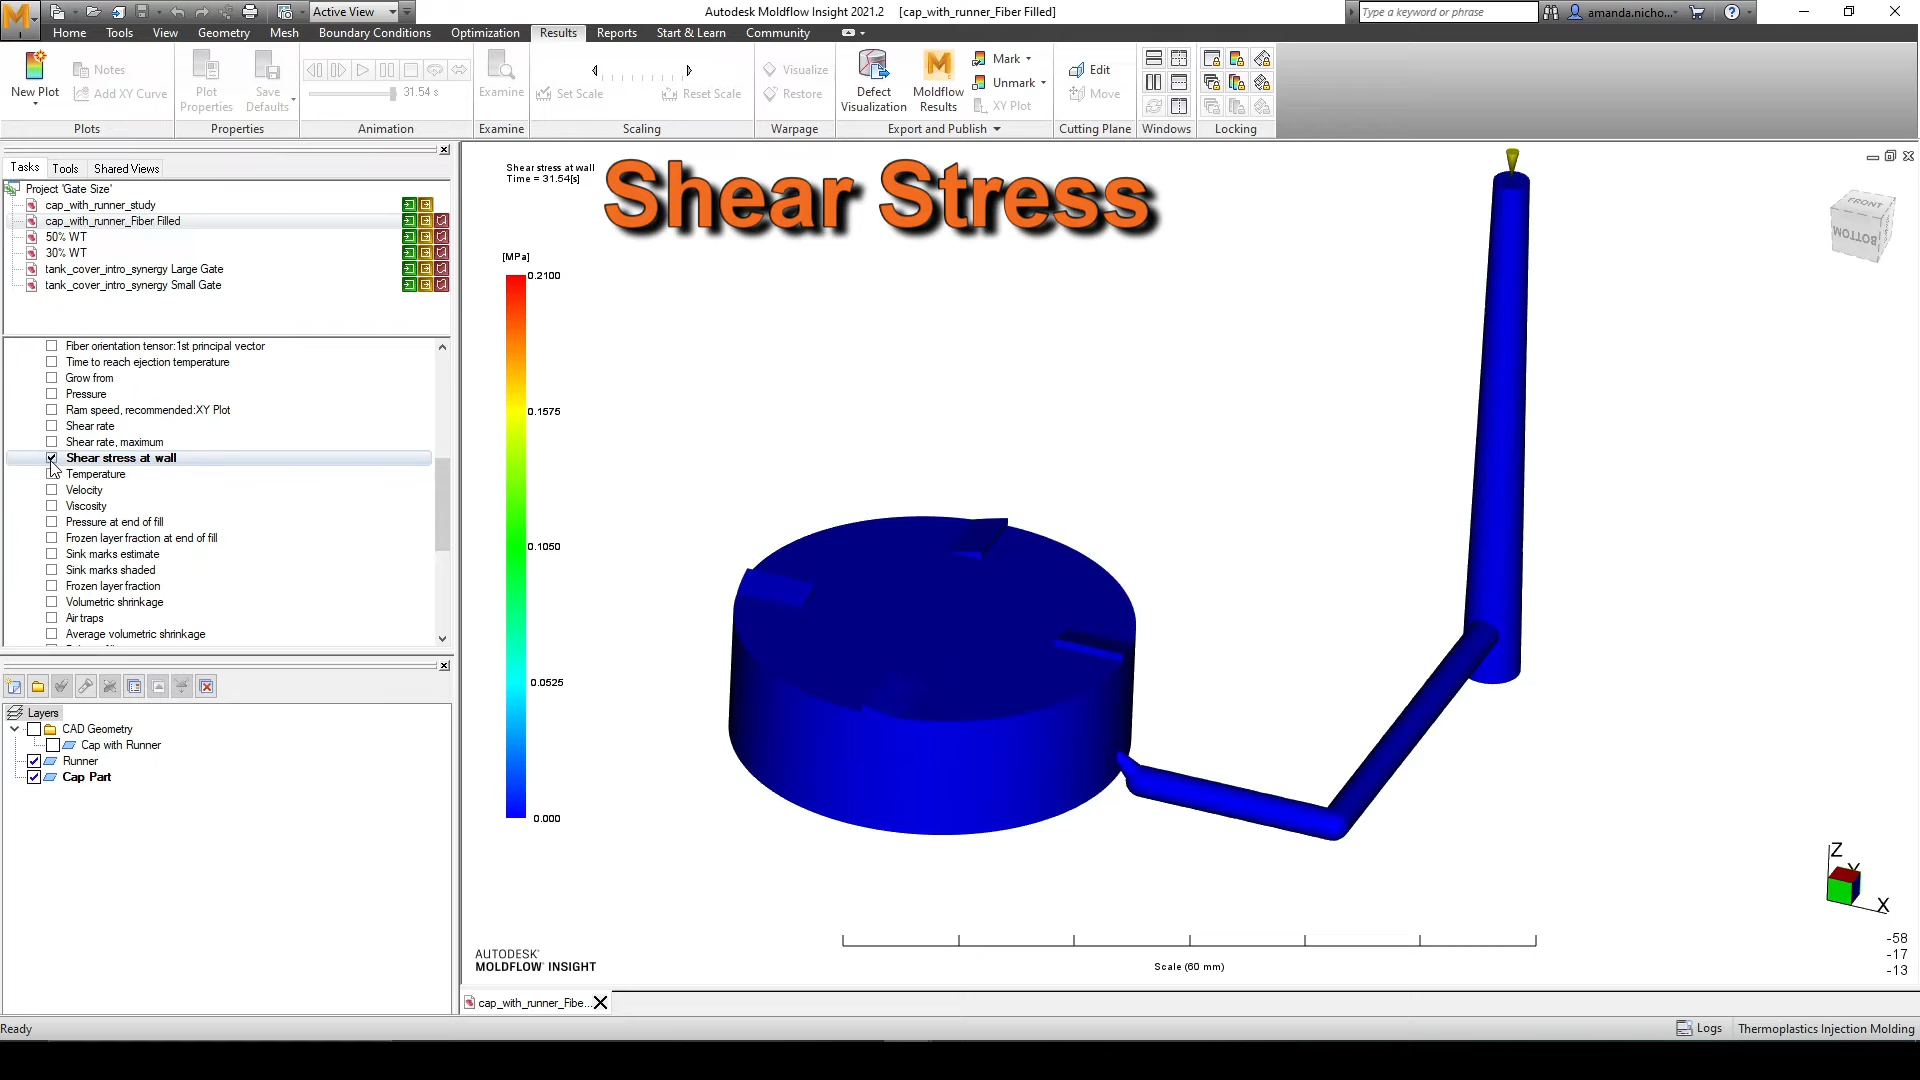 Active View
Autodesk Moldflow Insight 2021.2 [cap_with_runner_Fiber Filled]
Type a keyword or phrase
amanda.nicho...
Home Tools View Geometry Mesh Boundary Conditions Optimization Results Reports Start & Learn Community
New Plot
Notes
Add XY Curve
Plots
Plot Properties
Save Defaults
Properties
31.54 s
Animation
Examine
Examine
Set Scale
Reset Scale
Scaling
Visualize
Restore
Warpage
Defect Visualization
Moldflow Results
Mark
Unmark
XY Plot
Export and Publish
Edit
Move
Cutting Plane
Windows
Locking
Tasks Tools Shared Views
Project 'Gate Size'
cap_with_runner_study
cap_with_runner_Fiber Filled
50% WT
30% WT
tank_cover_intro_synergy Large Gate
tank_cover_intro_synergy Small Gate
Fiber orientation tensor:1st principal vector
Time to reach ejection temperature
Grow from
Pressure
Ram speed, recommended:XY Plot
Shear rate
Shear rate, maximum
Shear stress at wall
Temperature
Velocity
Viscosity
Pressure at end of fill
Frozen layer fraction at end of fill
Sink marks estimate
Sink marks shaded
Frozen layer fraction
Volumetric shrinkage
Air traps
Average volumetric shrinkage
Layers
CAD Geometry
Cap with Runner
Runner
Cap Part
Shear stress at wall
Time = 31.54[s]
Shear Stress
[MPa]
0.2100
0.1575
0.1050
0.0525
0.000
FRONT
BOTTOM
Z
Y
X
-58
-17
-13
AUTODESK
MOLDFLOW INSIGHT
Scale (60 mm)
cap_with_runner_Fibe...
Ready
Logs
Thermoplastics Injection Molding